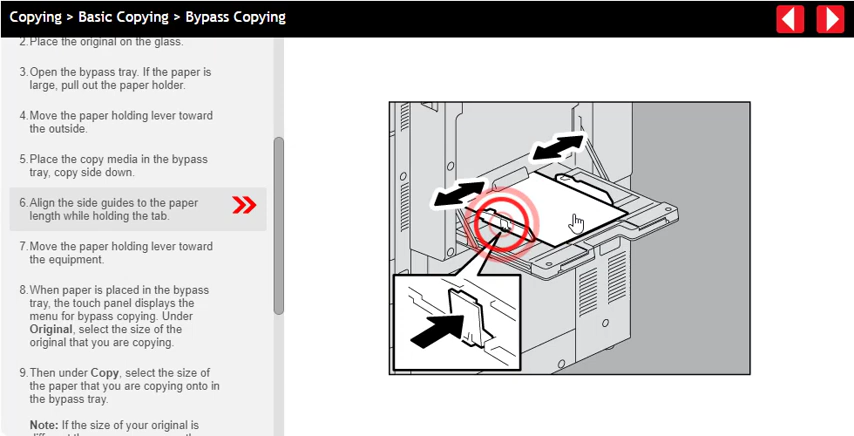 Copying > Basic Copying > Bypass Copying
2. Place the original on the glass.
3. Open the bypass tray. If the paper is
large, pull out the paper holder.
4. Move the paper holding lever toward
the outside.
5. Place the copy media in the bypass
tray, copy side down.
6. Align the side guides to the paper
length while holding the tab.
7. Move the paper holding lever toward
the equipment.
8. When paper is placed in the bypass
tray, the touch panel displays the
menu for bypass copying. Under
Original, select the size of the
original that you are copying.
9. Then under Copy, select the size of
the paper that you are copying onto in
the bypass tray.
Note: If the size of your original is